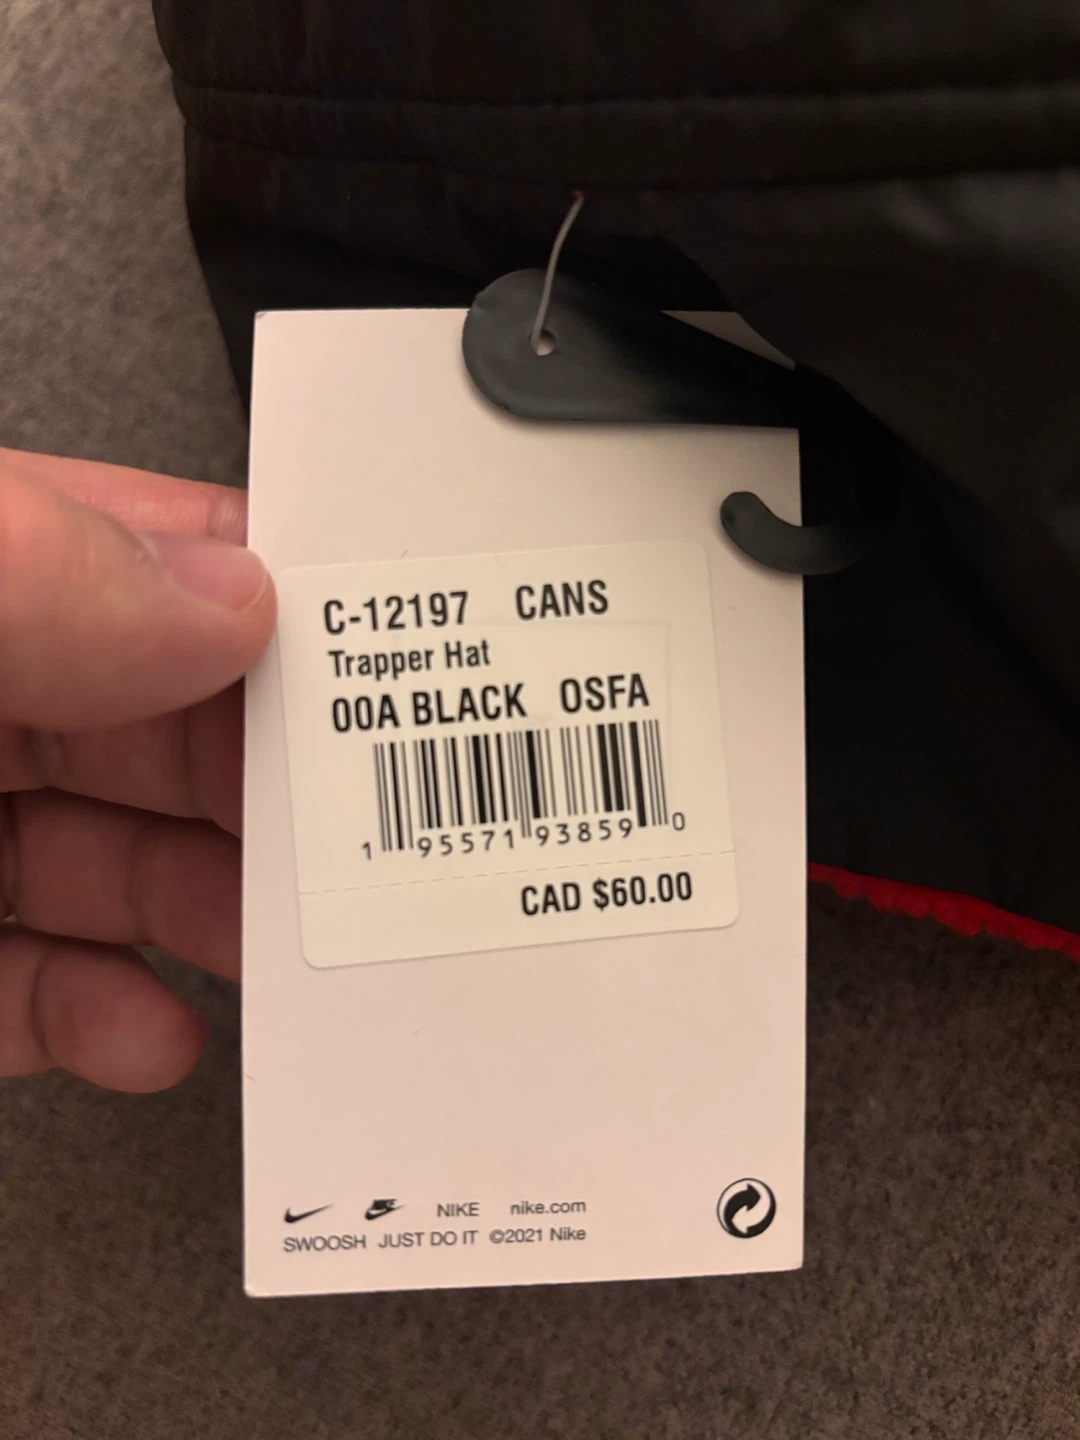 C-12197 CANS
Trapper Hat
00A BLACK OSFA
1 95571 93859 0
CAD $60.00
NIKE nike.com
SWOOSH JUST DO IT ©2021 Nike